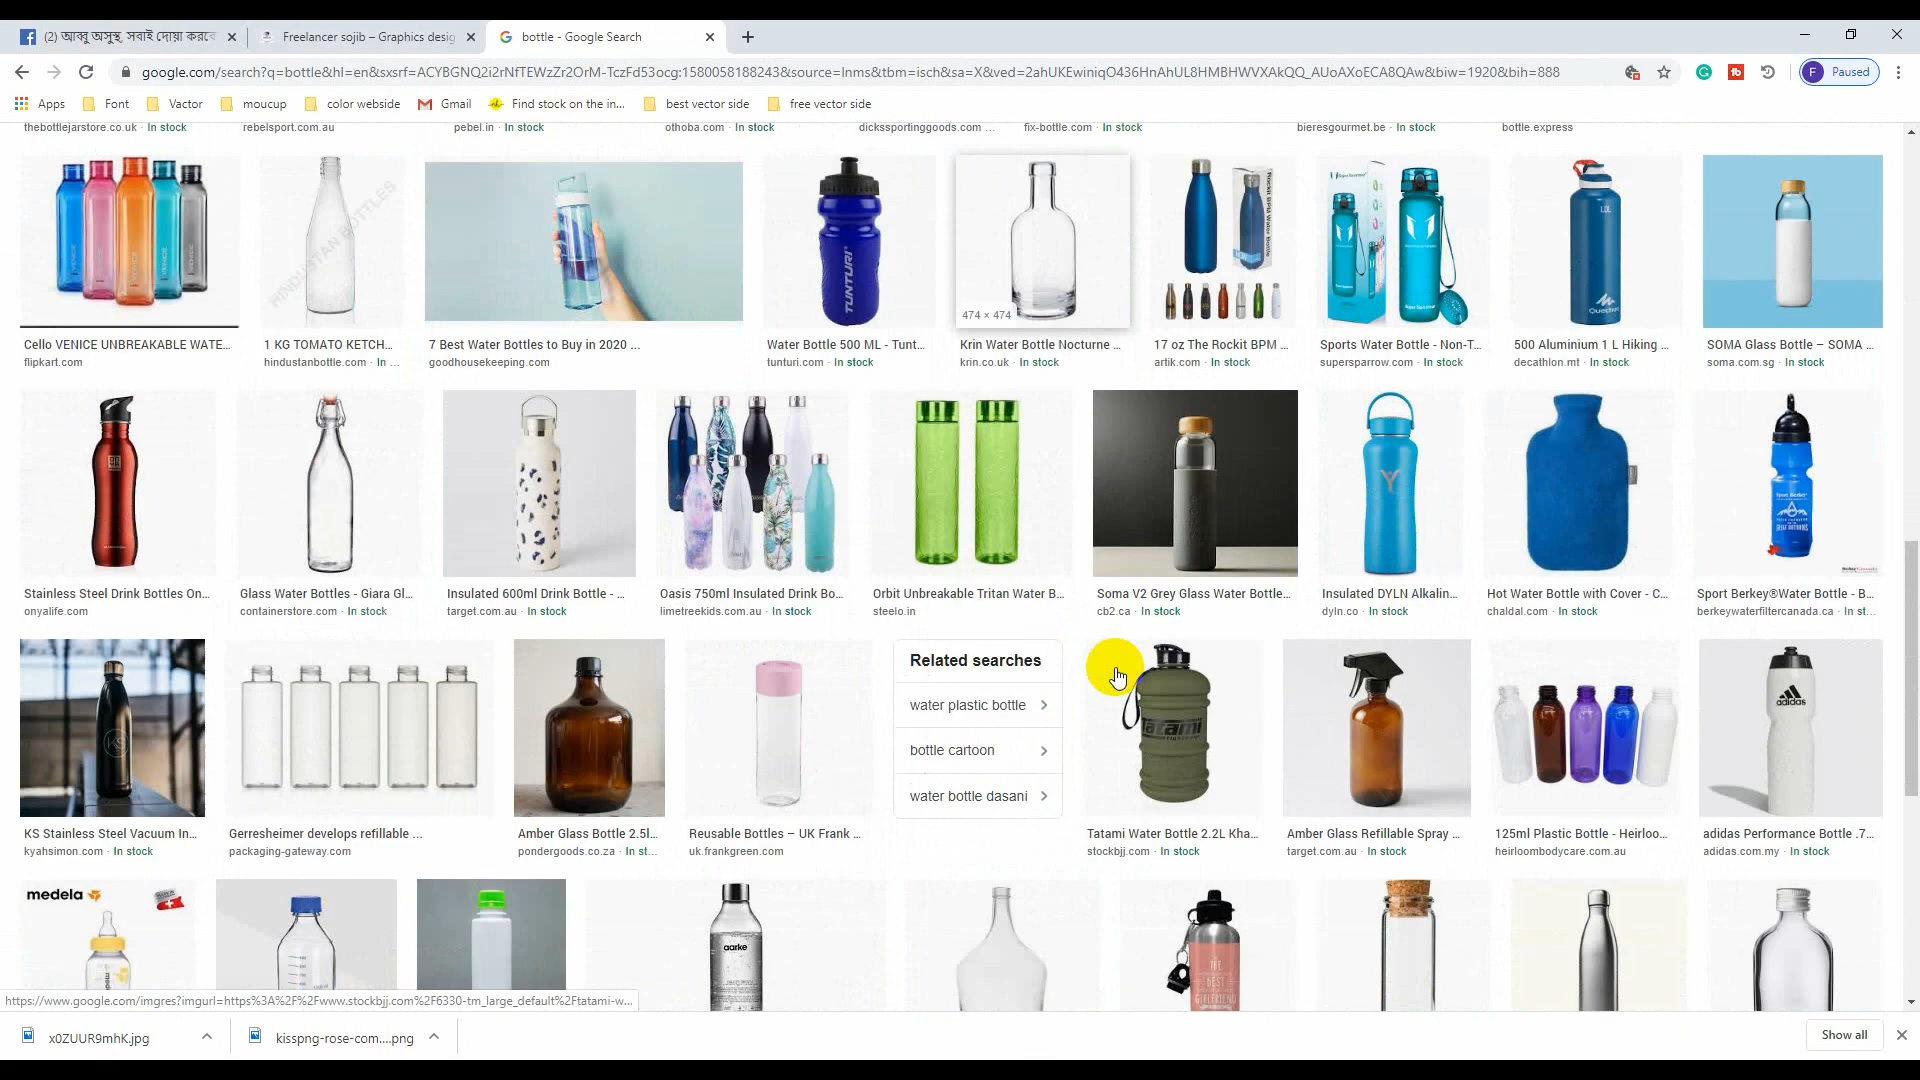 (2) আব্বু অসুস্থ, সবাই দোয়া করবে
Freelancer sojib – Graphics desig
bottle - Google Search
google.com/search?q=bottle&hl=en&sxsrf=ACYBGNQ2i2rNfTEWzZr2OrM-TczFd53ocg:1580058188243&source=lnms&tbm=isch&sa=X&ved=2ahUKEwiniqO436HnAhUL8HMBHWVXAkQQ_AUoAXoECA8QAw&biw=1920&bih=888
F Paused
Apps Font Vactor moucup color webside Gmail Find stock on the in... best vector side free vector side
thebottlejarstore.co.uk · In stock rebelsport.com.au pebel.in · In stock othoba.com · In stock dickssportinggoods.com ... fix-bottle.com · In stock bieresgourmet.be · In stock bottle.express
HINDUSTAN BOTTLES
TUNTURI
474 × 474
Cello VENICE UNBREAKABLE WATE... 1 KG TOMATO KETCH... 7 Best Water Bottles to Buy in 2020 ... Water Bottle 500 ML - Tunt... Krin Water Bottle Nocturne ... 17 oz The Rockit BPM ... Sports Water Bottle - Non-T... 500 Aluminium 1 L Hiking ... SOMA Glass Bottle – SOMA ...
flipkart.com hindustanbottle.com · In ... goodhousekeeping.com tunturi.com · In stock krin.co.uk · In stock artik.com · In stock supersparrow.com · In stock decathlon.mt · In stock soma.com.sg · In stock
Stainless Steel Drink Bottles On... Glass Water Bottles - Giara Gl... Insulated 600ml Drink Bottle - ... Oasis 750ml Insulated Drink Bo... Orbit Unbreakable Tritan Water B... Soma V2 Grey Glass Water Bottle... Insulated DYLN Alkalin... Hot Water Bottle with Cover - C... Sport Berkey®Water Bottle - B...
onyalife.com containerstore.com · In stock target.com.au · In stock limetreekids.com.au · In stock steelo.in cb2.ca · In stock dyln.co · In stock chaldal.com · In stock berkeywaterfiltercanada.ca · In st...
Related searches
water plastic bottle
bottle cartoon
water bottle dasani
Tatami
adidas
KS Stainless Steel Vacuum In... Gerresheimer develops refillable ... Amber Glass Bottle 2.5l... Reusable Bottles – UK Frank ... Tatami Water Bottle 2.2L Kha... Amber Glass Refillable Spray ... 125ml Plastic Bottle - Heirloo... adidas Performance Bottle .7...
kyahsimon.com · In stock packaging-gateway.com pondergoods.co.za · In st... uk.frankgreen.com stockbjj.com · In stock target.com.au · In stock heirloombodycare.com.au adidas.com.my · In stock
medela
aarke
THE
BEST
GIRLFRIEND
https://www.google.com/imgres?imgurl=https%3A%2F%2Fwww.stockbjj.com%2F6330-tm_large_default%2Ftatami-w...
x0ZUUR9mhK.jpg kisspng-rose-com....png Show all